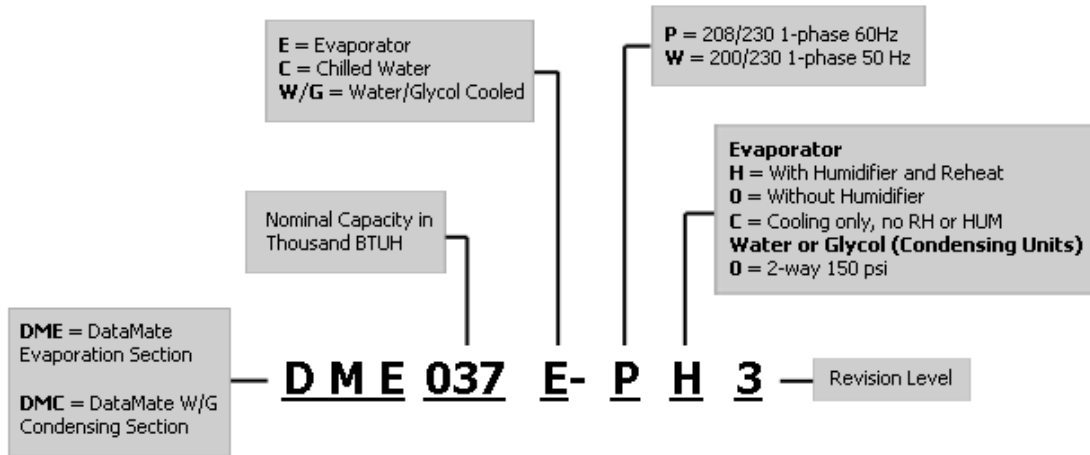 E = Evaporator
C = Chilled Water
W/G = Water/Glycol Cooled
P = 208/230 1-phase 60Hz
W = 200/230 1-phase 50 Hz
Evaporator
H = With Humidifier and Reheat
0 = Without Humidifier
C = Cooling only, no RH or HUM
Water or Glycol (Condensing Units)
0 = 2-way 150 psi
Nominal Capacity in
Thousand BTUH
DME = DataMate
Evaporation Section
DMC = DataMate W/G
Condensing Section
D M E 037 E- P H 3
Revision Level